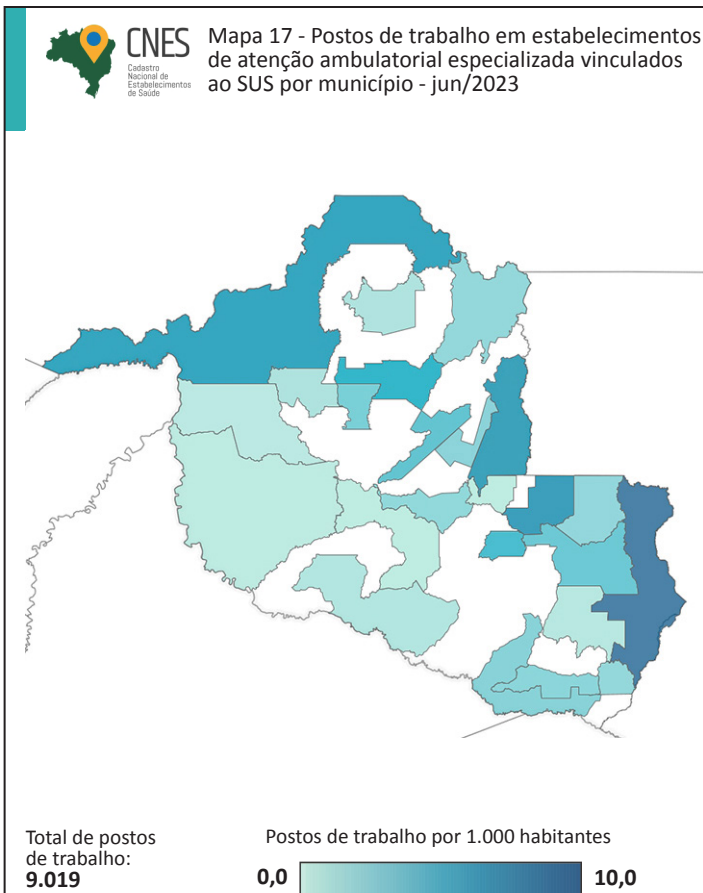 CNES
Cadastro
Nacional de
Estabelecimentos
de Saúde
Mapa 17 - Postos de trabalho em estabelecimentos
de atenção ambulatorial especializada vinculados
ao SUS por município - jun/2023
Total de postos
de trabalho:
9.019
Postos de trabalho por 1.000 habitantes
0,0
10,0